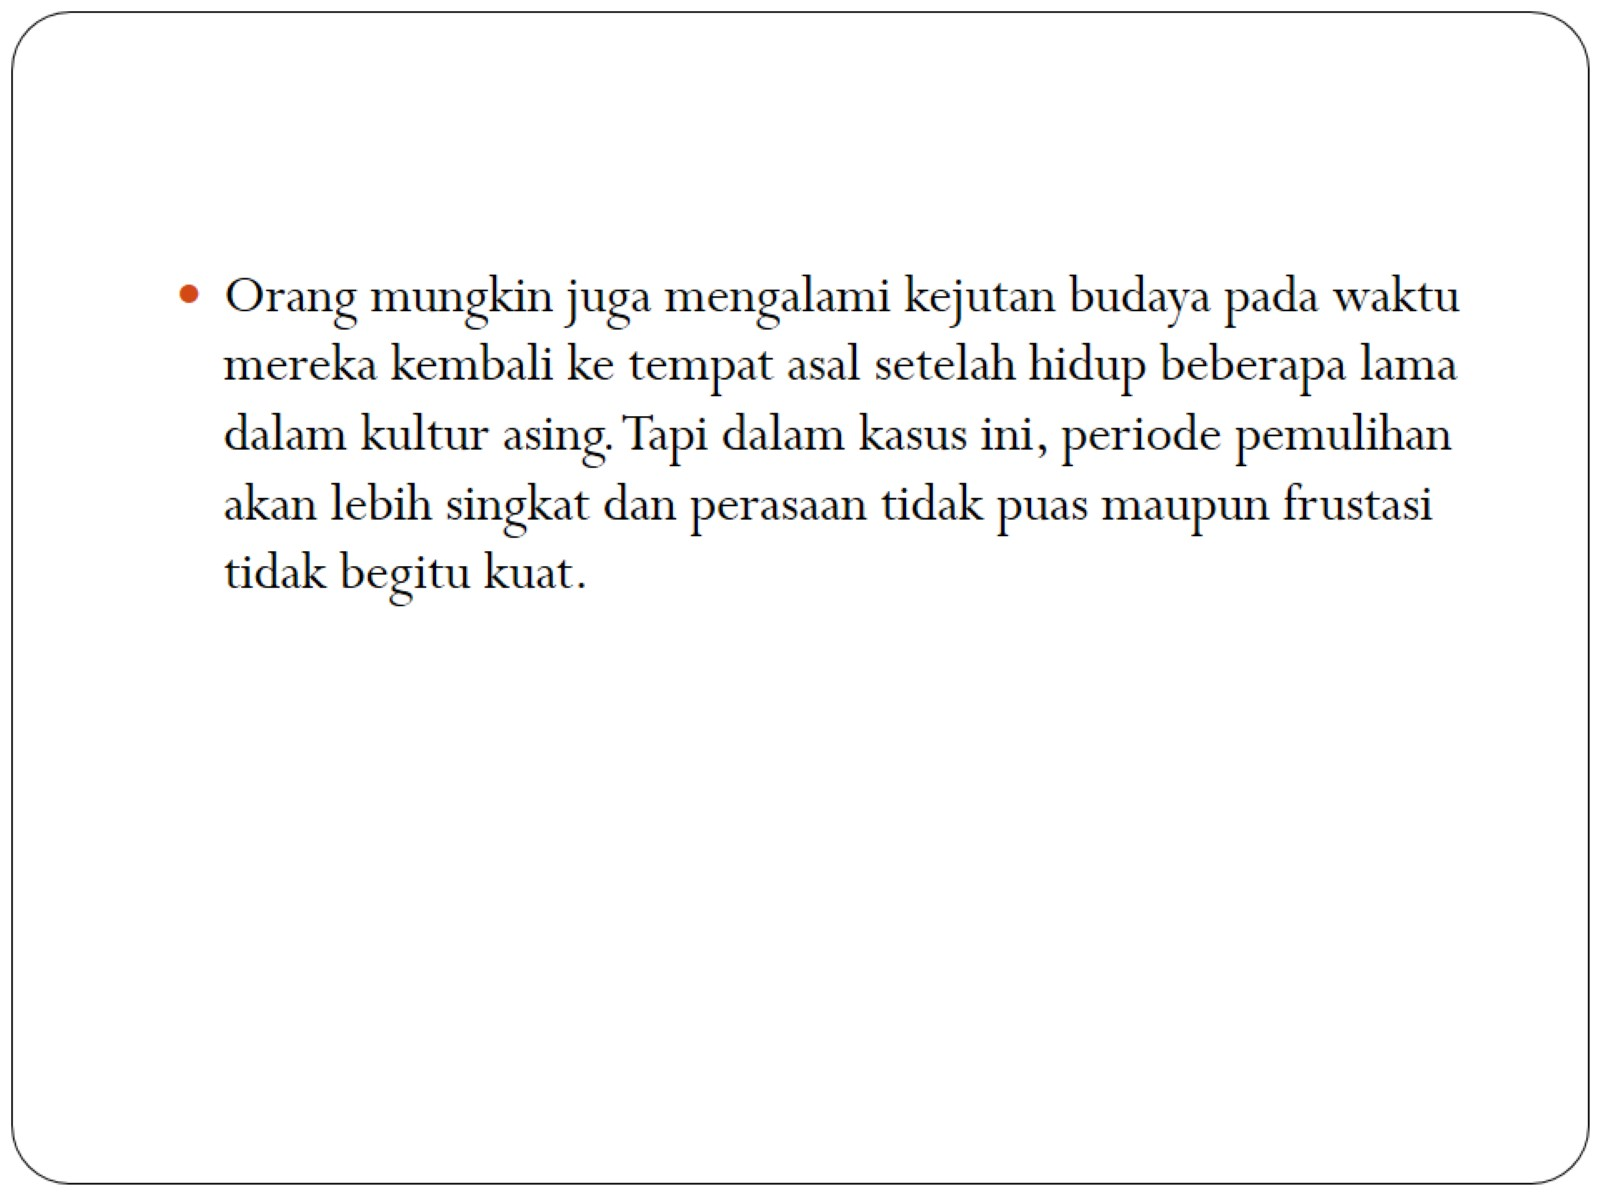 • Orang mungkin juga mengalami kejutan budaya pada waktu
mereka kembali ke tempat asal setelah hidup beberapa lama
dalam kultur asing. Tapi dalam kasus ini, periode pemulihan
akan lebih singkat dan perasaan tidak puas maupun frustasi
tidak begitu kuat.